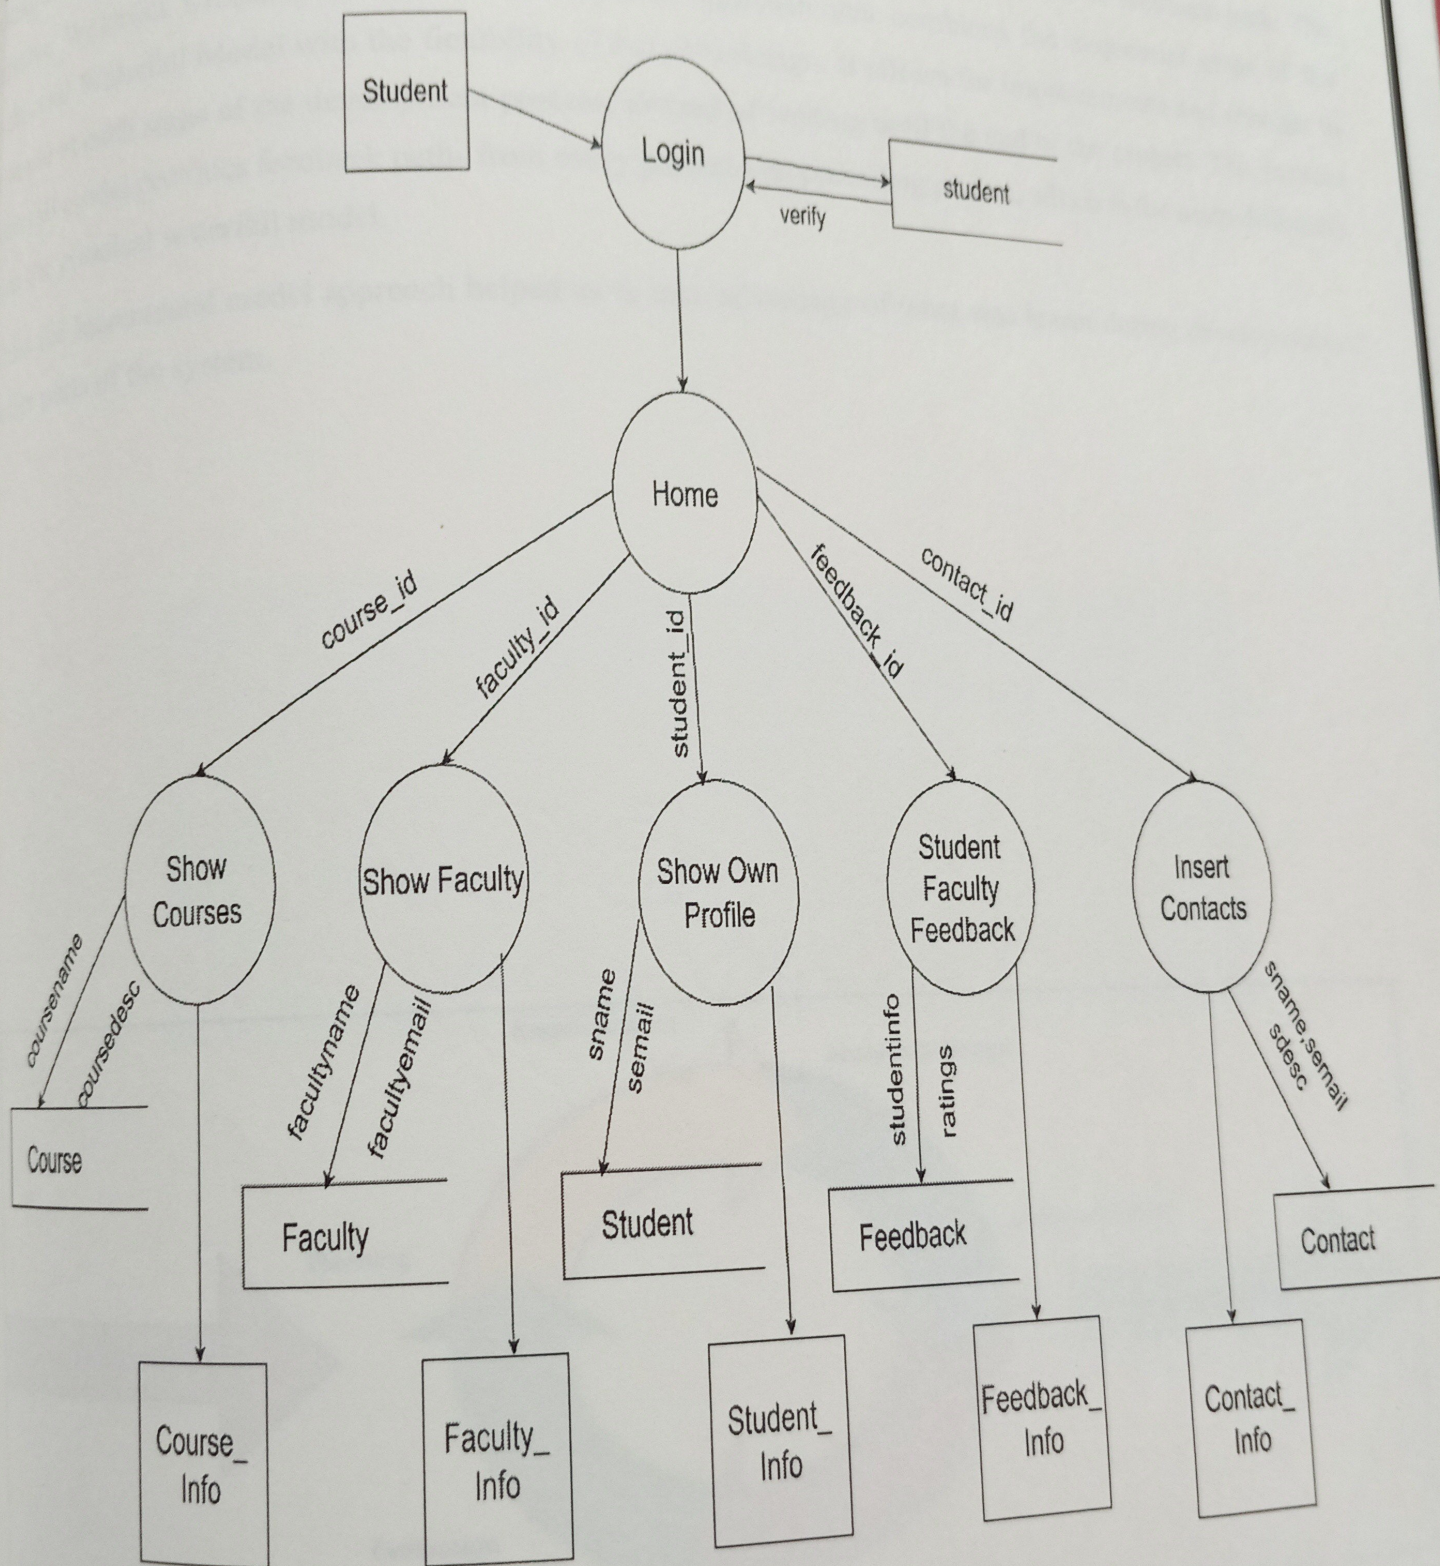 Student
Login
student
verify
Home
course_id
faculty_id
student_id
feedback_id
contact_id
Show
Courses
Show Faculty
Show Own
Profile
Student
Faculty
Feedback
Insert
Contacts
coursename
coursedesc
facultyname
facultyemail
sname
semail
studentinfo
ratings
sname,semail
sdesc
Course
Faculty
Student
Feedback
Contact
Course_
Info
Faculty_
Info
Student_
Info
Feedback_
Info
Contact_
Info